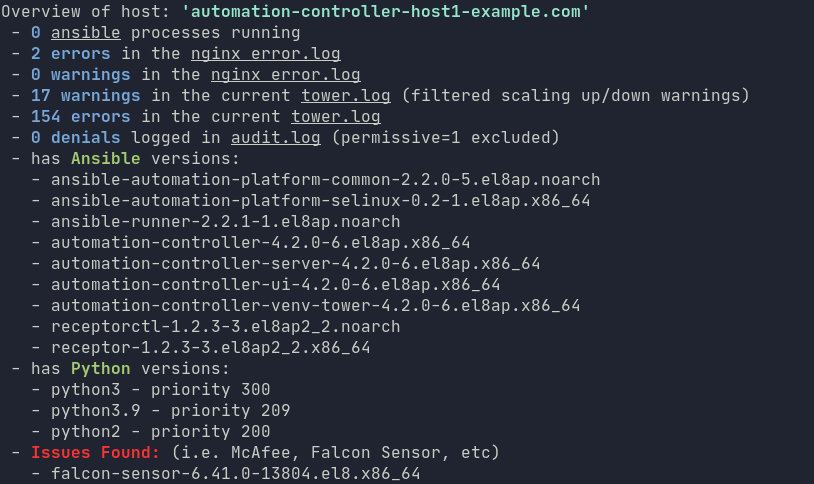 Overview of host: 'automation-controller-host1-example.com'
- 0 ansible processes running
- 2 errors in the nginx error.log
- 0 warnings in the nginx error.log
- 17 warnings in the current tower.log (filtered scaling up/down warnings)
- 154 errors in the current tower.log
- 0 denials logged in audit.log (permissive=1 excluded)
- has Ansible versions:
- ansible-automation-platform-common-2.2.0-5.el8ap.noarch
- ansible-automation-platform-selinux-0.2-1.el8ap.x86_64
- ansible-runner-2.2.1-1.el8ap.noarch
- automation-controller-4.2.0-6.el8ap.x86_64
- automation-controller-server-4.2.0-6.el8ap.x86_64
- automation-controller-ui-4.2.0-6.el8ap.x86_64
- automation-controller-venv-tower-4.2.0-6.el8ap.x86_64
- receptorctl-1.2.3-3.el8ap2_2.noarch
- receptor-1.2.3-3.el8ap2_2.x86_64
- has Python versions:
- python3 - priority 300
- python3.9 - priority 209
- python2 - priority 200
- Issues Found: (i.e. McAfee, Falcon Sensor, etc)
- falcon-sensor-6.41.0-13804.el8.x86_64